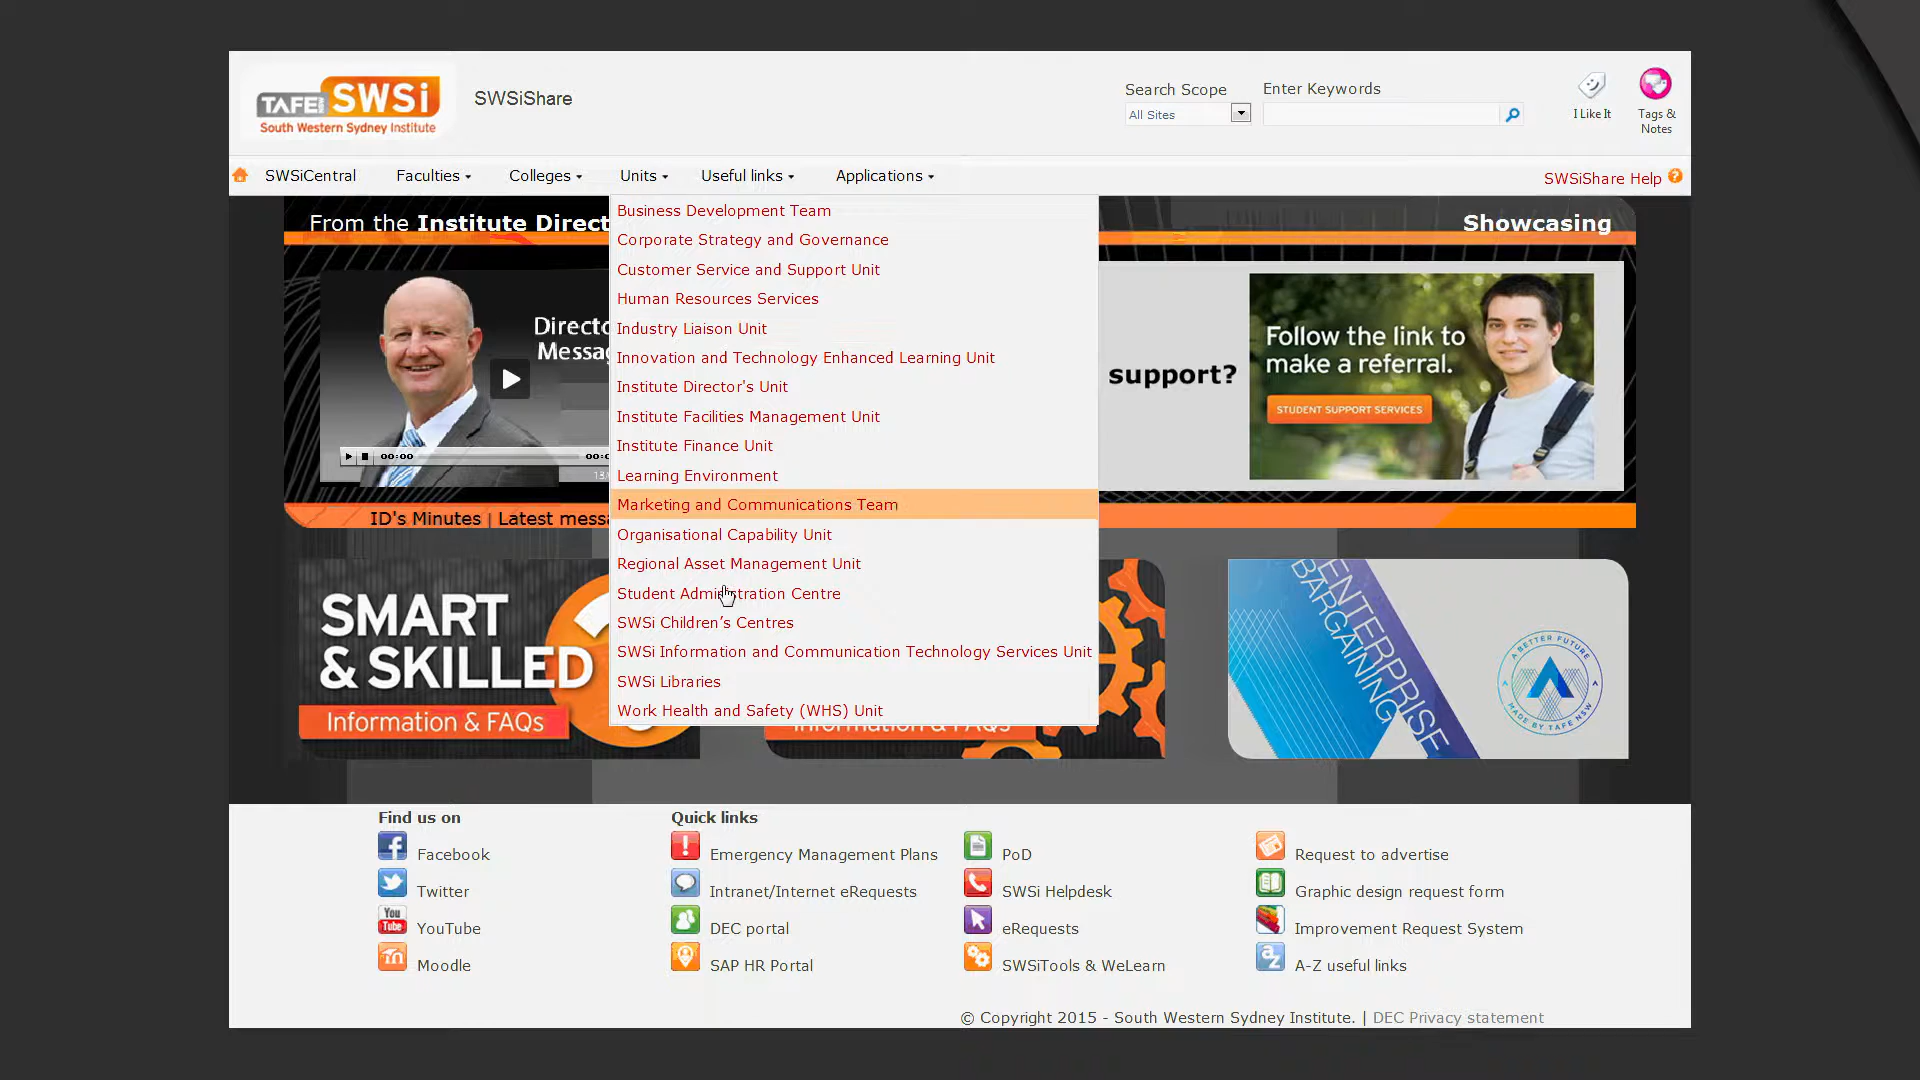 TAFE SWSi
South Western Sydney Institute
SWSiShare
Search Scope
All Sites
Enter Keywords
I Like It
Tags &
Notes
SWSiCentral
Faculties
Colleges
Units
Useful links
Applications
SWSiShare Help
Business Development Team
Corporate Strategy and Governance
Customer Service and Support Unit
Human Resources Services
Industry Liaison Unit
Innovation and Technology Enhanced Learning Unit
Institute Director's Unit
Institute Facilities Management Unit
Institute Finance Unit
Learning Environment
Marketing and Communications Team
Organisational Capability Unit
Regional Asset Management Unit
Student Administration Centre
SWSi Children’s Centres
SWSi Information and Communication Technology Services Unit
SWSi Libraries
Work Health and Safety (WHS) Unit
From the Institute Direct
Messag
00:00
ID's Minutes | Latest messa
Showcasing
support?
Follow the link to
make a referral.
STUDENT SUPPORT SERVICES
SMART
& SKILLED
Information & FAQs
Information & FAQs
ENTERPRISE
BARGAINING
A BETTER FUTURE
MADE BY TAFE NSW
Find us on
Facebook
Twitter
YouTube
Moodle
Quick links
Emergency Management Plans
Intranet/Internet eRequests
DEC portal
SAP HR Portal
PoD
SWSi Helpdesk
eRequests
SWSiTools & WeLearn
Request to advertise
Graphic design request form
Improvement Request System
A-Z useful links
© Copyright 2015 - South Western Sydney Institute. | DEC Privacy statement